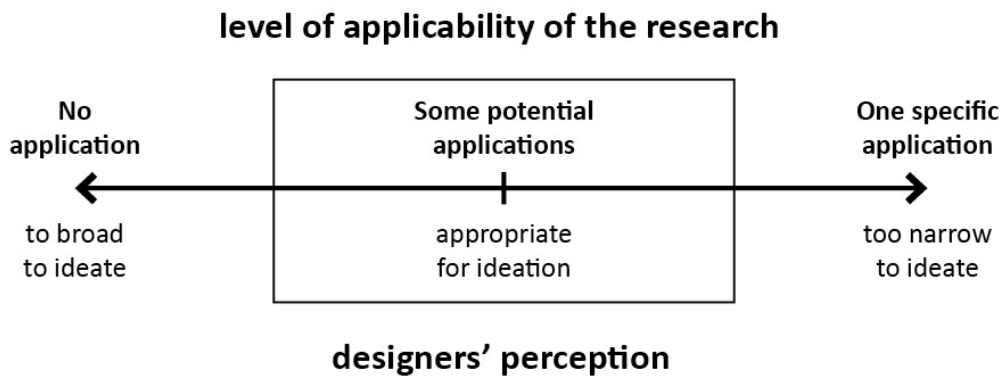 level of applicability of the research
No
application
Some potential
applications
One specific
application
to broad
to ideate
appropriate
for ideation
too narrow
to ideate
designers’ perception